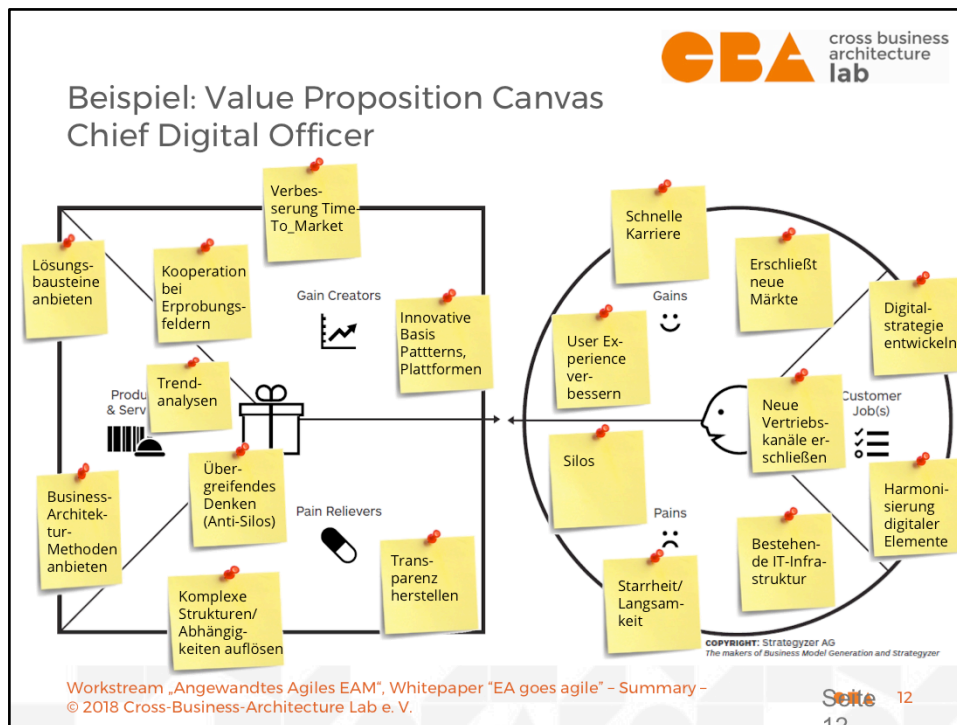 CBA cross business
architecture
lab
Beispiel: Value Proposition Canvas
Chief Digital Officer
Verbes-
serung Time-
To_Market
Lösungs-
bausteine
anbieten
Kooperation
bei
Erprobungs-
feldern
Gain Creators
Innovative
Basis
Pattterns,
Plattformen
Trend-
analysen
Produ
& Servi
Über-
greifendes
Denken
(Anti-Silos)
Business-
Architek-
tur-
Methoden
anbieten
Pain Relievers
Trans-
parenz
herstellen
Komplexe
Strukturen/
Abhängig-
keiten auflösen
Schnelle
Karriere
Gains
Erschließt
neue
Märkte
Digital-
strategie
entwickeln
User Ex-
perience
ver-
bessern
Neue
Vertriebs-
kanäle er-
schließen
Customer
Job(s)
Silos
Pains
Harmoni-
sierung
digitaler
Elemente
Bestehen-
de IT-Infra-
struktur
Starrheit/
Langsam-
keit
COPYRIGHT: Strategyzer AG
The makers of Business Model Generation and Strategyzer
Workstream „Angewandtes Agiles EAM“, Whitepaper “EA goes agile” – Summary –
© 2018 Cross-Business-Architecture Lab e. V.
Seite 12
12